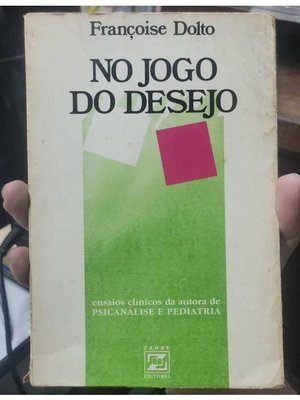 Françoise Dolto
NO JOGO
DO DESEJO
ensaios clínicos da autora de
PSICANÁLISE E PEDIATRIA
ZAHAR
EDITORES